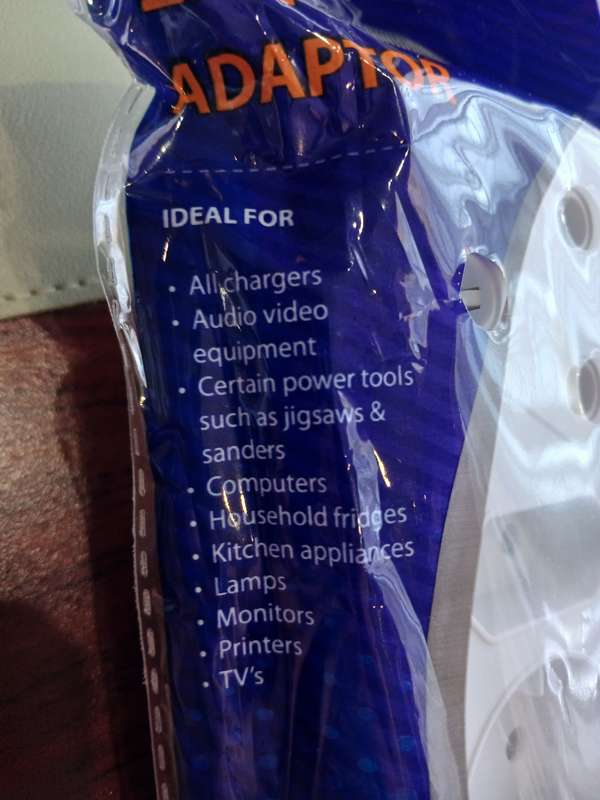 ADAPTOR
IDEAL FOR
• All chargers
• Audio video
equipment
• Certain power tools
such as jigsaws &
sanders
• Computers
• Household fridges
• Kitchen appliances
• Lamps
• Monitors
• Printers
• TV's